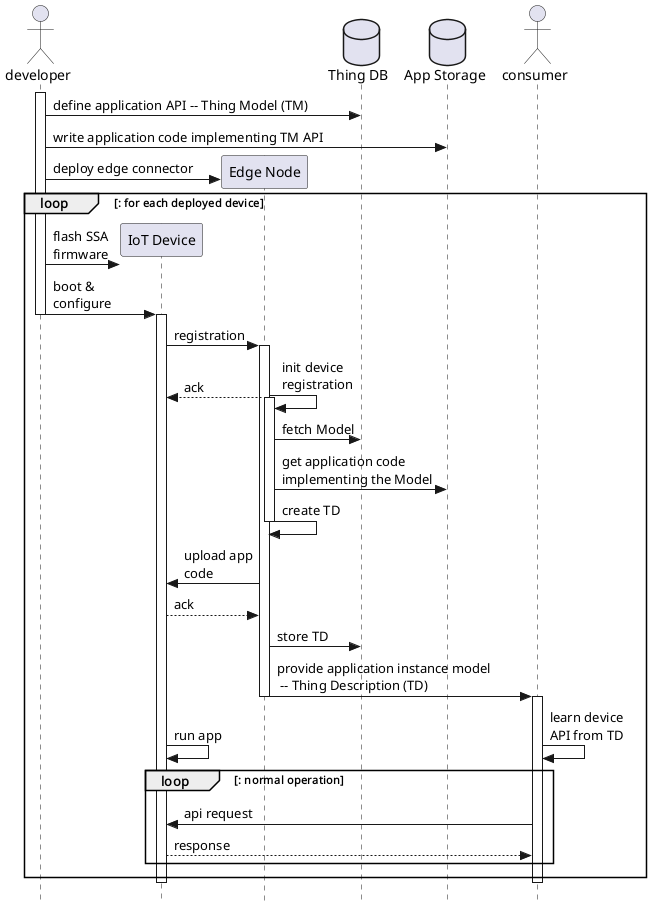 developer
Thing DB
App Storage
consumer
define application API -- Thing Model (TM)
write application code implementing TM API
deploy edge connector
Edge Node
loop
[: for each deployed device]
flash SSA
firmware
IoT Device
boot &
configure
registration
init device
registration
ack
fetch Model
get application code
implementing the Model
create TD
upload app
code
ack
store TD
provide application instance model
-- Thing Description (TD)
learn device
API from TD
run app
loop
[: normal operation]
api request
response